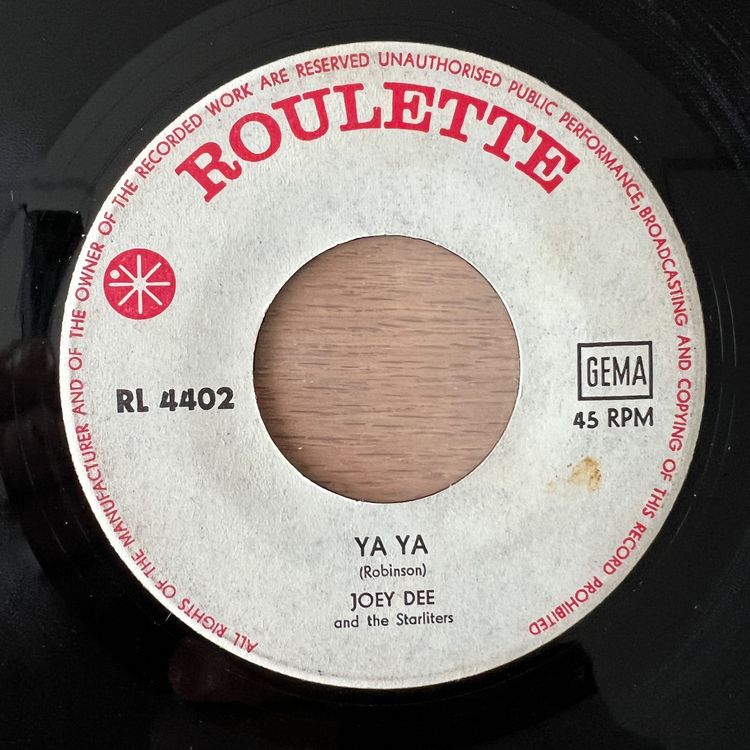 ALL RIGHTS OF THE MANUFACTURER AND OF THE OWNER OF THE RECORDED WORK ARE RESERVED UNAUTHORISED PUBLIC PERFORMANCE, BROADCASTING AND COPYING OF THIS RECORD PROHIBITED
ROULETTE
GEMA
RL 4402
45 RPM
YA YA
(Robinson)
JOEY DEE
and the Starliters